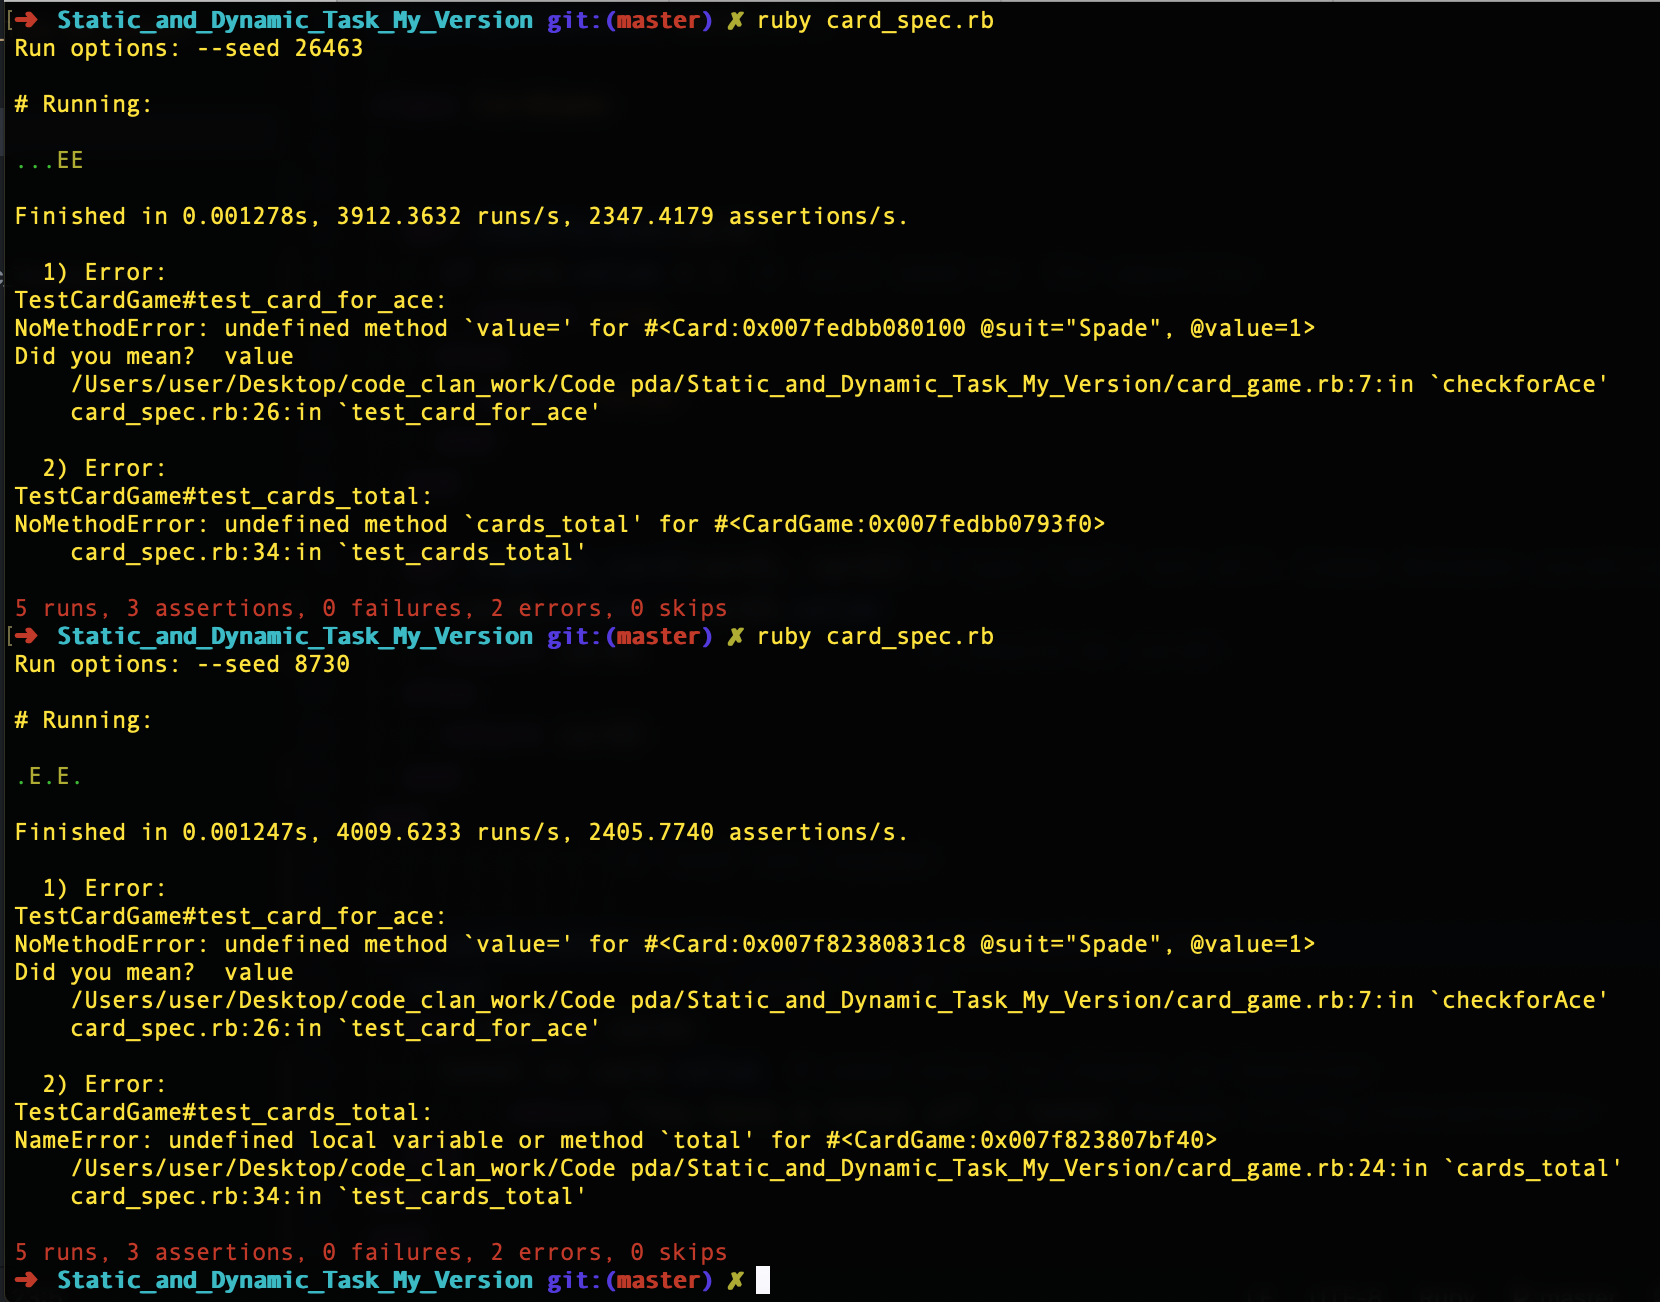 [➜  Static_and_Dynamic_Task_My_Version git:(master) ✗ ruby card_spec.rb
Run options: --seed 26463
# Running:
...EE
Finished in 0.001278s, 3912.3632 runs/s, 2347.4179 assertions/s.
  1) Error:
TestCardGame#test_card_for_ace:
NoMethodError: undefined method `value=' for #<Card:0x007fedbb080100 @suit="Spade", @value=1>
Did you mean?  value
    /Users/user/Desktop/code_clan_work/Code pda/Static_and_Dynamic_Task_My_Version/card_game.rb:7:in `checkforAce'
    card_spec.rb:26:in `test_card_for_ace'
  2) Error:
TestCardGame#test_cards_total:
NoMethodError: undefined method `cards_total' for #<CardGame:0x007fedbb0793f0>
    card_spec.rb:34:in `test_cards_total'
5 runs, 3 assertions, 0 failures, 2 errors, 0 skips
[➜  Static_and_Dynamic_Task_My_Version git:(master) ✗ ruby card_spec.rb
Run options: --seed 8730
# Running:
.E.E.
Finished in 0.001247s, 4009.6233 runs/s, 2405.7740 assertions/s.
  1) Error:
TestCardGame#test_card_for_ace:
NoMethodError: undefined method `value=' for #<Card:0x007f82380831c8 @suit="Spade", @value=1>
Did you mean?  value
    /Users/user/Desktop/code_clan_work/Code pda/Static_and_Dynamic_Task_My_Version/card_game.rb:7:in `checkforAce'
    card_spec.rb:26:in `test_card_for_ace'
  2) Error:
TestCardGame#test_cards_total:
NameError: undefined local variable or method `total' for #<CardGame:0x007f823807bf40>
    /Users/user/Desktop/code_clan_work/Code pda/Static_and_Dynamic_Task_My_Version/card_game.rb:24:in `cards_total'
    card_spec.rb:34:in `test_cards_total'
5 runs, 3 assertions, 0 failures, 2 errors, 0 skips
➜  Static_and_Dynamic_Task_My_Version git:(master) ✗